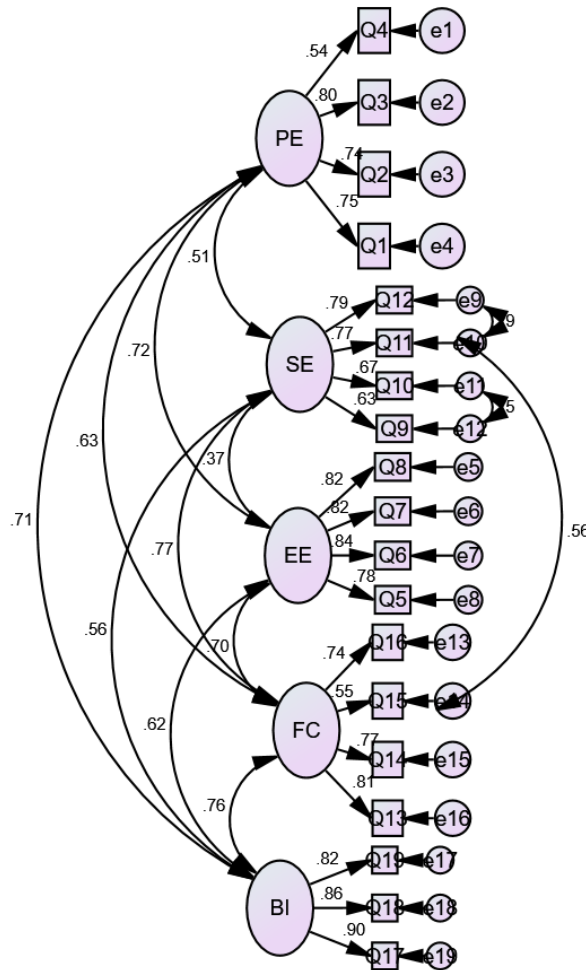 Q4 e1
.54
.80 Q3 e2
PE
.74 Q2 e3
.75
Q1 e4
.51
.79 Q12 e9
.77 Q11 e10
SE
.67 Q10 e11
.63 Q9 e12
.72
.37
.82 Q8 e5
.82 Q7 e6
.63
.84 Q6 e7
EE
.71
.77
.78 Q5 e8
.56
.56
.70
.74 Q16 e13
.55 Q15
.62
FC
.77 Q14 e15
.81
.76
Q13 e16
.82 Q19 e17
.86 Q18 e18
BI
.90 Q17 e19